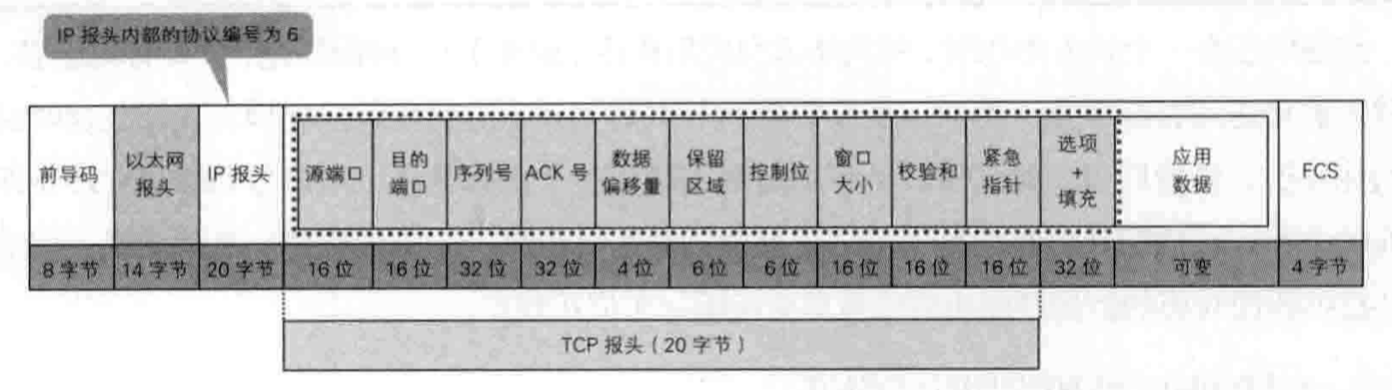 IP 报头内部的协议编号为 6
前导码
以太网
报头
IP 报头
源端口
目的
端口
序列号
ACK 号
数据
偏移量
保留
区域
控制位
窗口
大小
校验和
紧急
指针
选项
+
填充
应用
数据
FCS
8 字节
14 字节
20 字节
16 位
16 位
32 位
32 位
4 位
6 位
6 位
16 位
16 位
16 位
32 位
可变
4 字节
TCP 报头（20 字节）